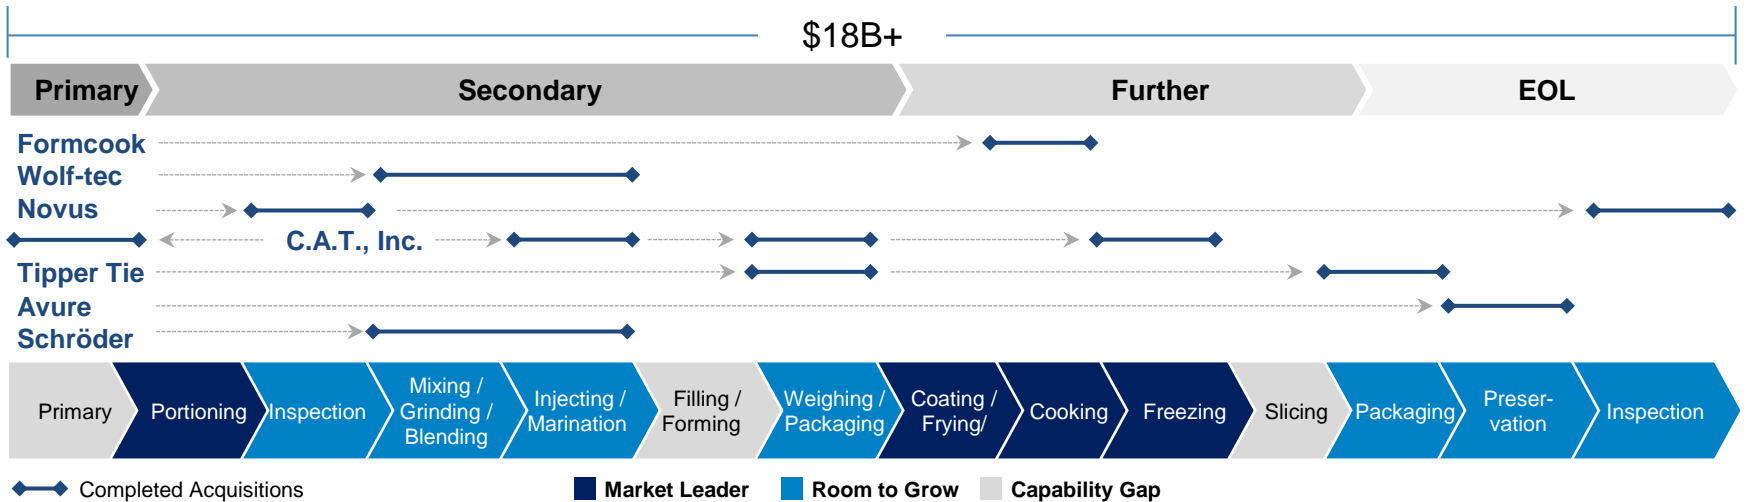 $18B+
Primary
Secondary
Further
EOL
Formcook
Wolf-tec
Novus
C.A.T., Inc.
Tipper Tie
Avure
Schröder
Primary
Portioning
Inspection
Mixing /
Grinding /
Blending
Injecting /
Marination
Filling /
Forming
Weighing /
Packaging
Coating /
Frying/
Cooking
Freezing
Slicing
Packaging
Preser-
vation
Inspection
Completed Acquisitions
Market Leader
Room to Grow
Capability Gap